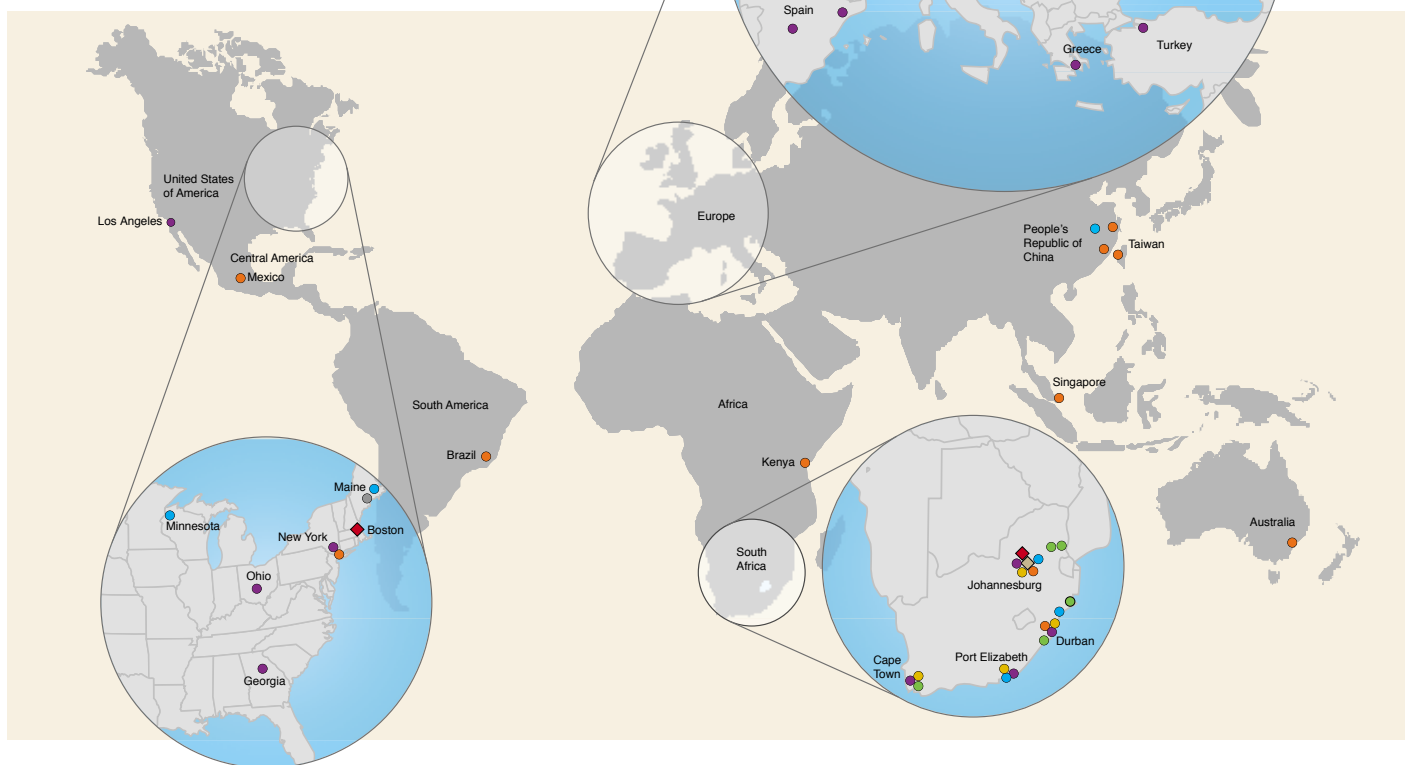 Spain
Greece
Turkey
United States
of America
Los Angeles
Central America
Mexico
Europe
People's
Republic of
China
Taiwan
Singapore
South America
Africa
Brazil
Kenya
Maine
Minnesota
New York
Boston
Ohio
Georgia
South
Africa
Australia
Johannesburg
Durban
Port Elizabeth
Cape
Town